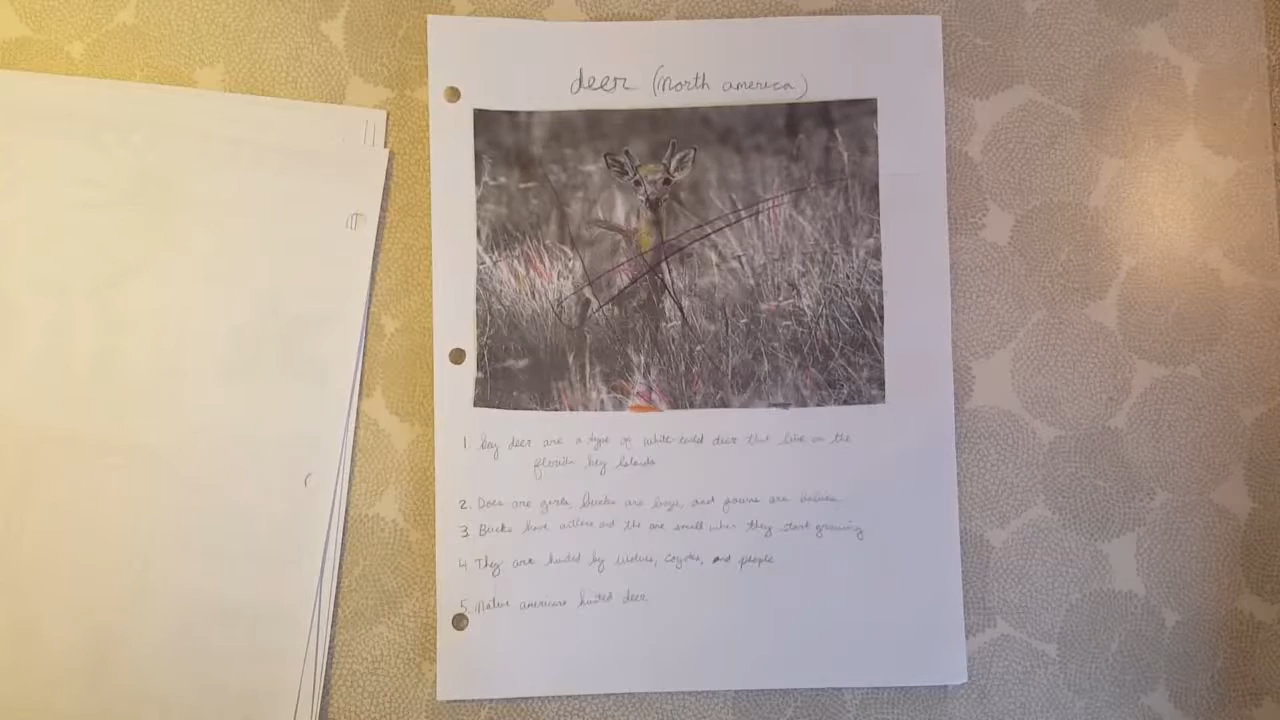 deer (North america)
1. key deer are a type of white-tailed deer that live on the
florida key islands
2. Does are girls, bucks are boys, and fawns are babies
3. Bucks have antlers and the are small when they start growing
4. They are hunted by wolves, coyotes, and people
5. Native americans hunted deer